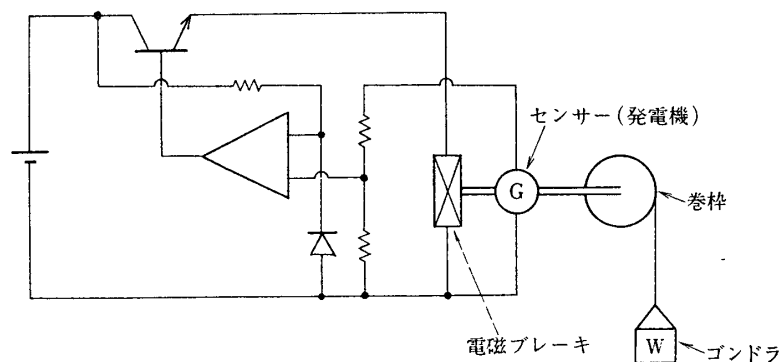 センサー(発電機)
G
巻枠
電磁ブレーキ
W
ゴンドラ